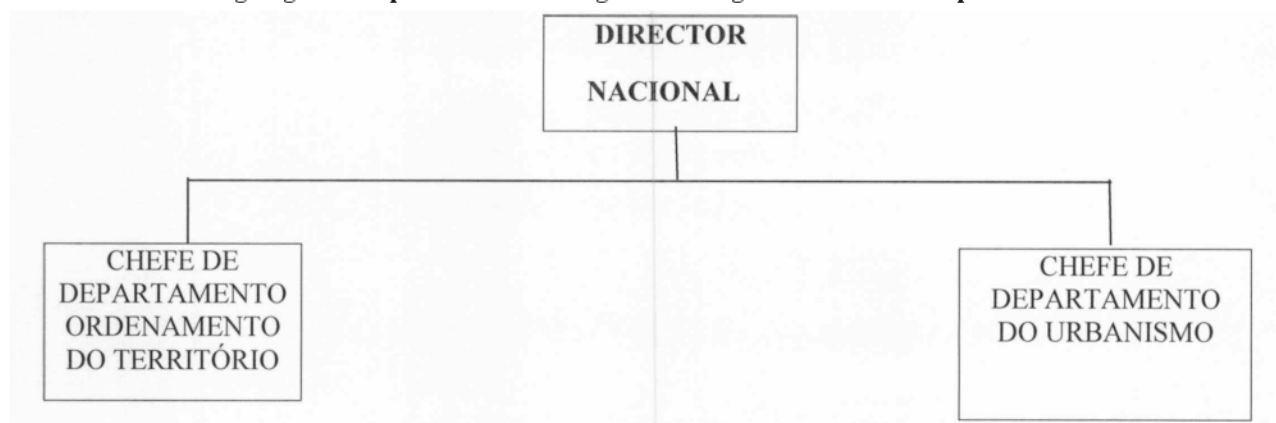 DIRECTOR
NACIONAL
CHEFE DE
DEPARTAMENTO
ORDENAMENTO
DO TERRITÓRIO
CHEFE DE
DEPARTAMENTO
DO URBANISMO